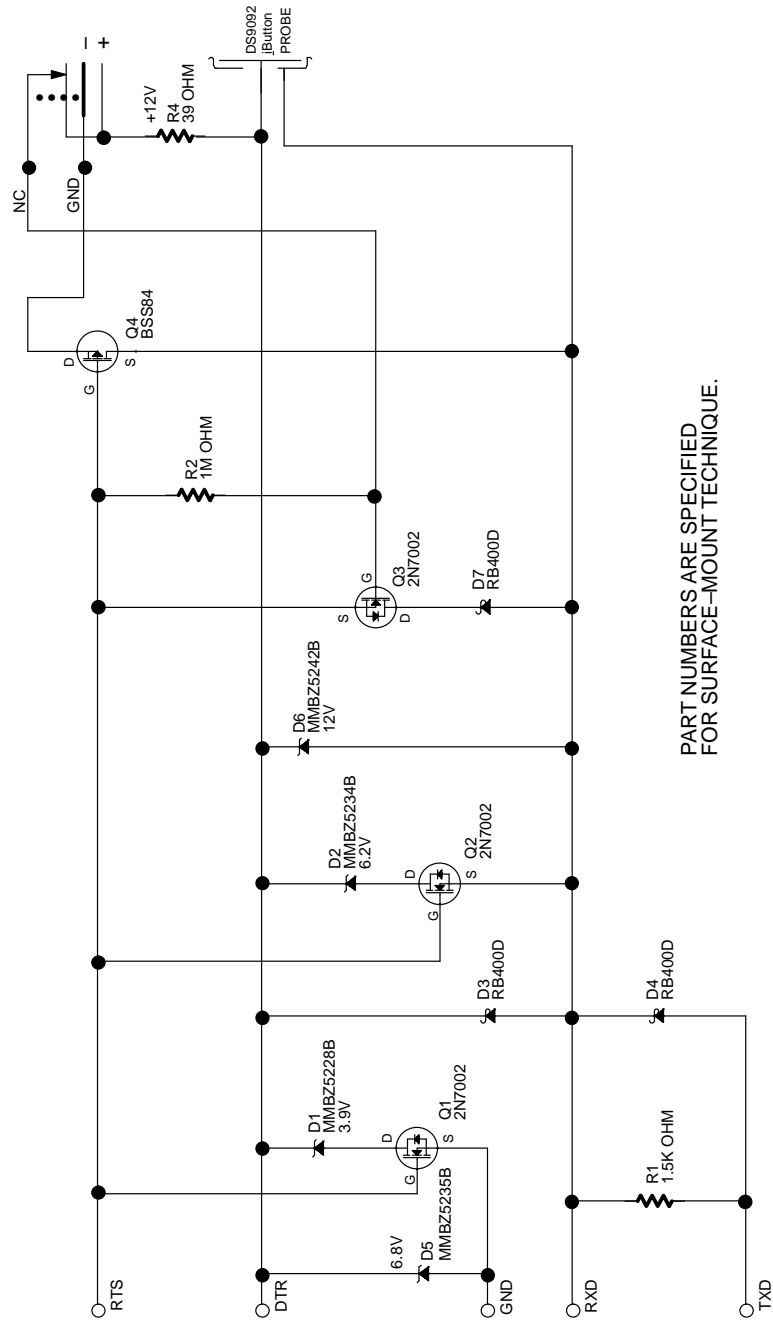 RTS
DTR
GND
RXD
TXD
6.8V
D5
MMBZ5235B
D1
MMBZ5228B
3.9V
D
G
S
Q1
2N7002
R1
1.5K OHM
D3
RB400D
D4
RB400D
D2
MMBZ5234B
6.2V
D
G
S
Q2
2N7002
D6
MMBZ5242B
12V
S
G
D
Q3
2N7002
D7
RB400D
R2
1M OHM
D
G
S
Q4
BSS84
NC
GND
–
+
+12V
R4
39 OHM
DS9092
iButton
PROBE
PART NUMBERS ARE SPECIFIED
FOR SURFACE–MOUNT TECHNIQUE.